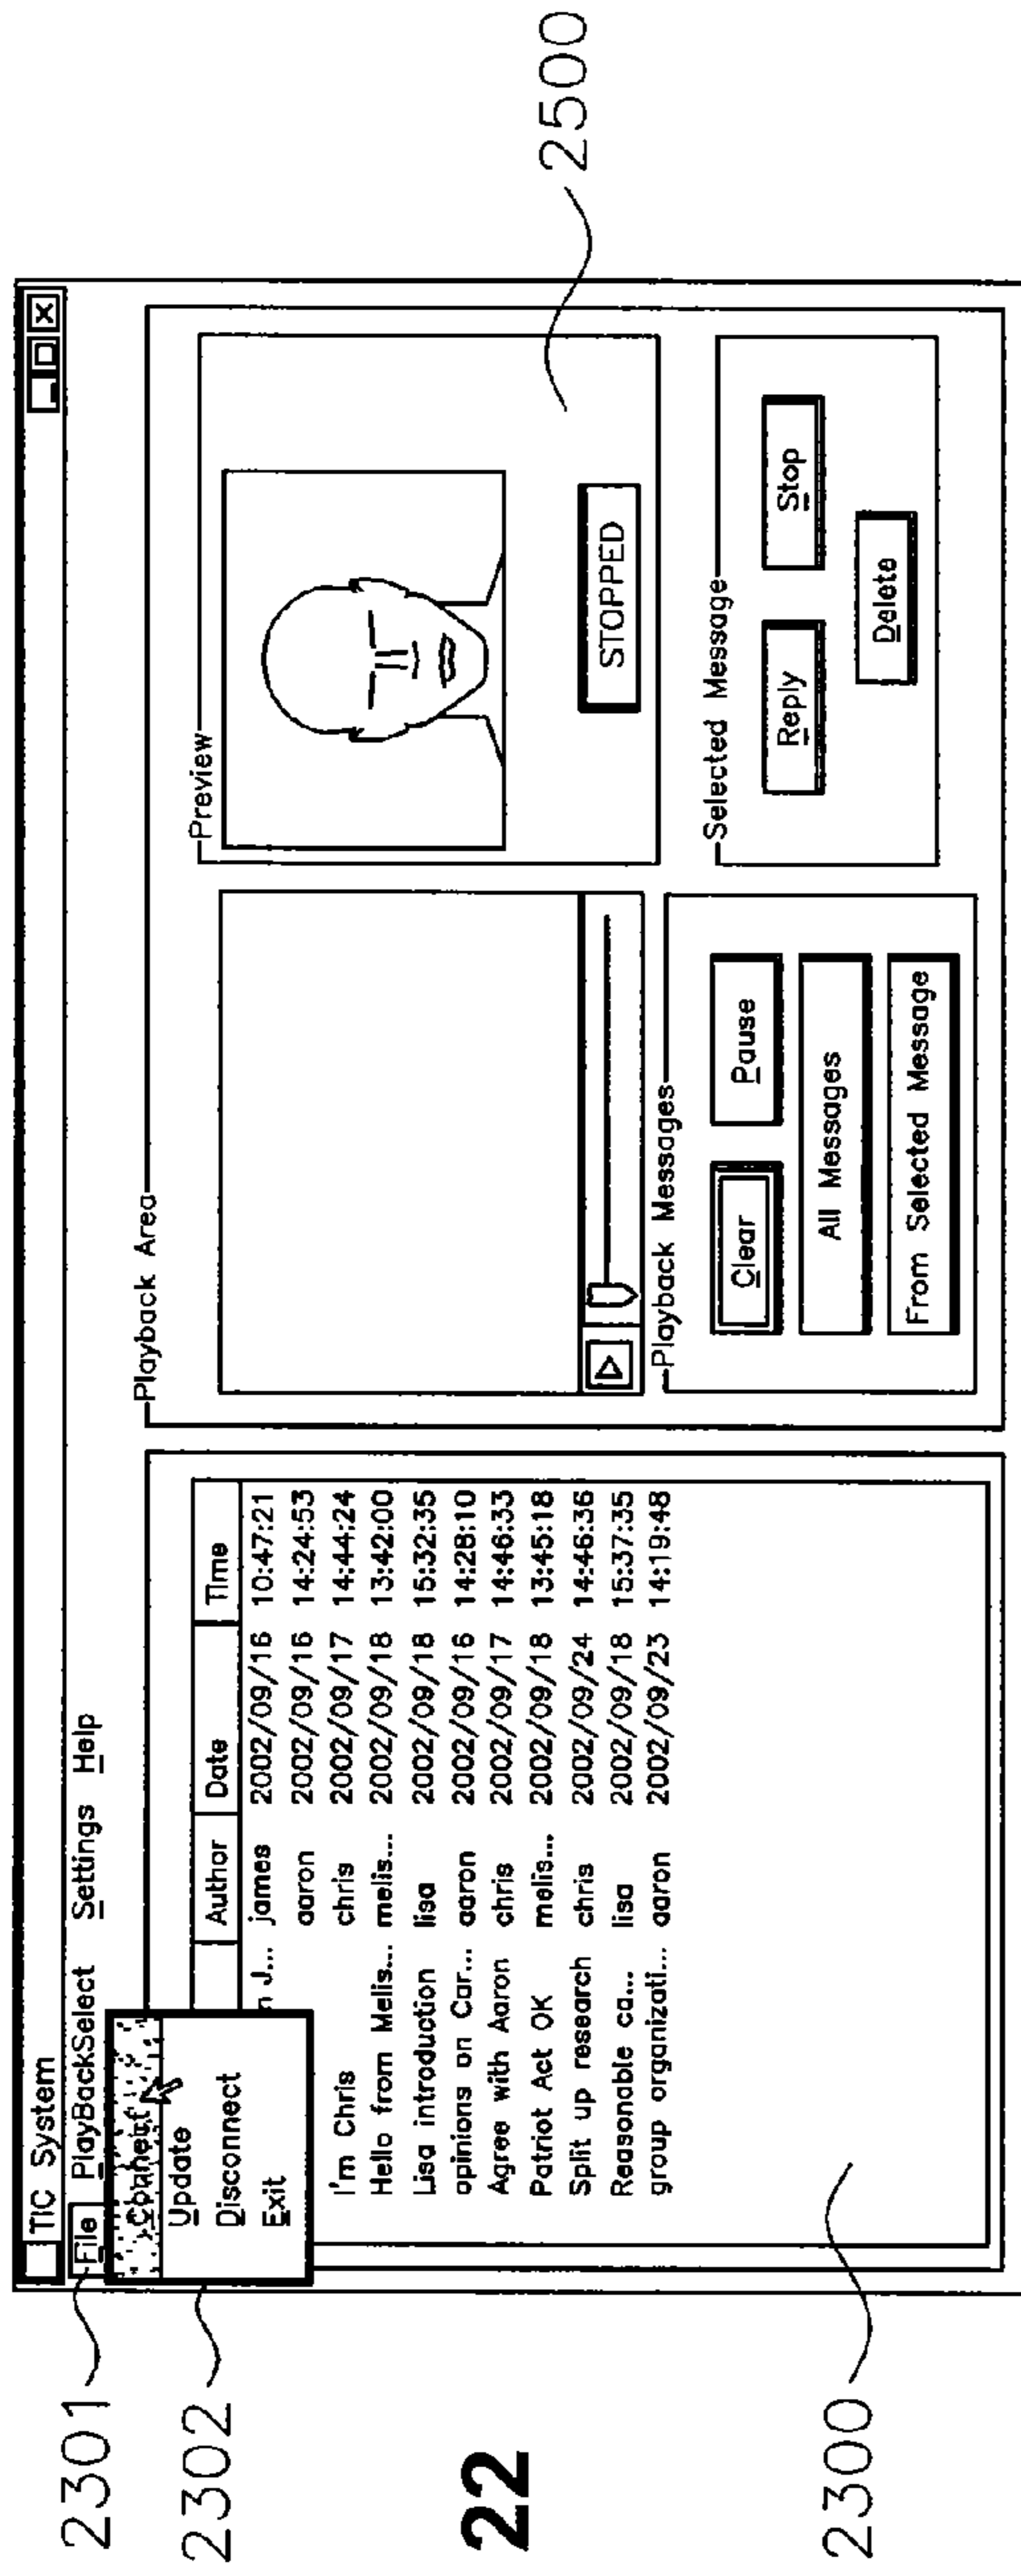 TIC System
File PlayBackSelect Settings Help
Connect
Update
Disconnect
Exit
Author Date Time
n J... james 2002/09/16 10:47:21
aaron 2002/09/16 14:24:53
I'm Chris chris 2002/09/17 14:44:24
Hello from Melis... melis... 2002/09/18 13:42:00
Lisa introduction lisa 2002/09/18 15:32:35
opinions on Car... aaron 2002/09/16 14:28:10
Agree with Aaron chris 2002/09/17 14:46:33
Patriot Act OK melis... 2002/09/18 13:45:18
Split up research chris 2002/09/24 14:46:36
Reasonable ca... lisa 2002/09/18 15:37:35
group organizati... aaron 2002/09/23 14:19:48
Playback Area
Preview
STOPPED
Playback Messages
Clear Pause
All Messages
From Selected Message
Selected Message
Reply Stop
Delete
2301
2302
22
2300
2500